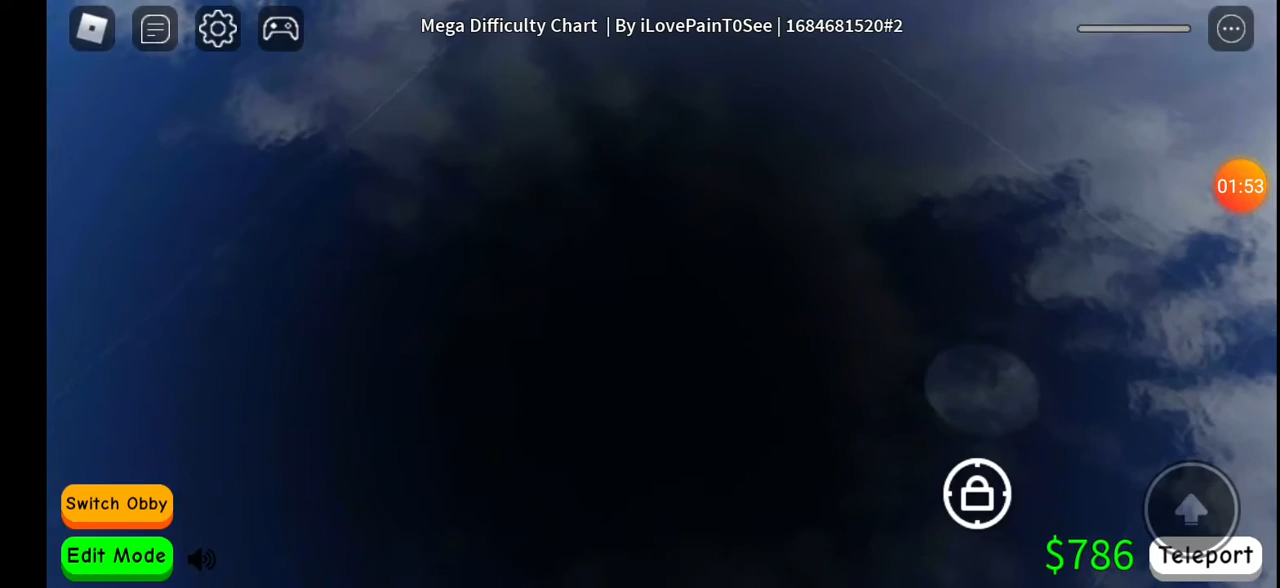 Mega Difficulty Chart | By iLovePainT0See | 1684681520#2
01:53
Switch Obby
Edit Mode
$786
Teleport